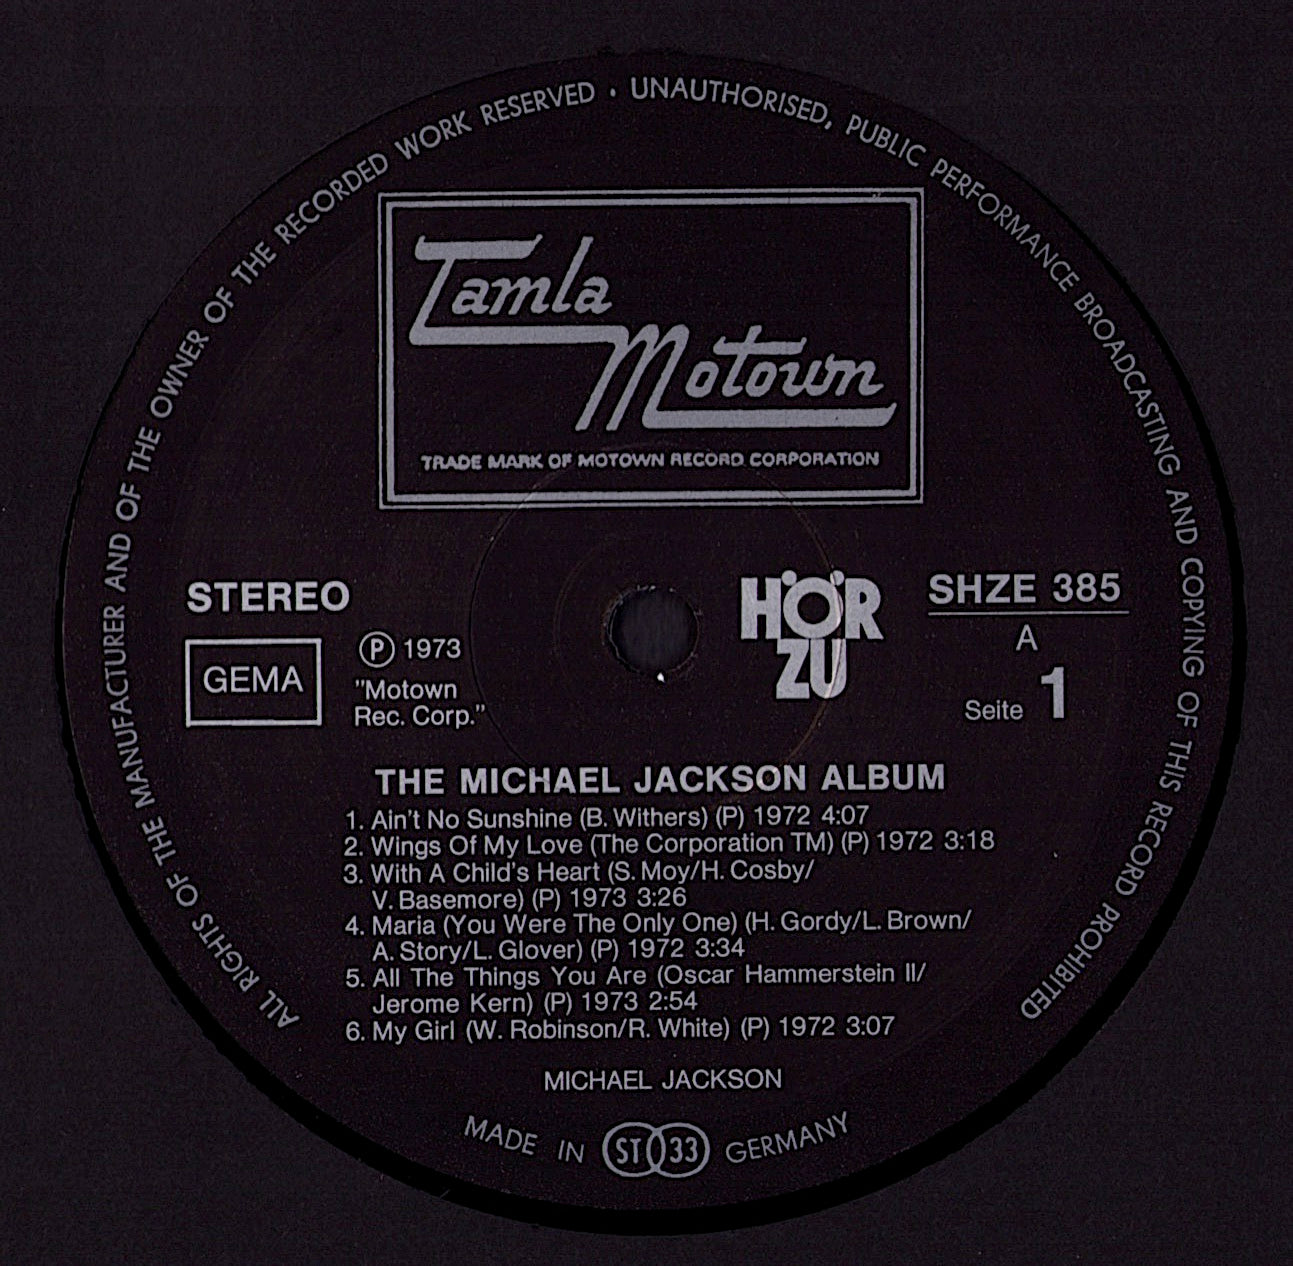 ALL RIGHTS OF THE MANUFACTURER AND OF THE OWNER OF THE RECORDED WORK RESERVED · UNAUTHORISED, PUBLIC PERFORMANCE BROADCASTING AND COPYING OF THIS RECORD PROHIBITED
Tamla
Motown
TRADE MARK OF MOTOWN RECORD CORPORATION
STEREO
GEMA
Ⓟ 1973
"Motown
Rec. Corp."
HÖR
ZU
SHZE 385
A
Seite 1
THE MICHAEL JACKSON ALBUM
1. Ain't No Sunshine (B. Withers) (P) 1972 4:07
2. Wings Of My Love (The Corporation TM) (P) 1972 3:18
3. With A Child's Heart (S. Moy/H. Cosby/
V. Basemore) (P) 1973 3:26
4. Maria (You Were The Only One) (H. Gordy/L. Brown/
A. Story/L. Glover) (P) 1972 3:34
5. All The Things You Are (Oscar Hammerstein II/
Jerome Kern) (P) 1973 2:54
6. My Girl (W. Robinson/R. White) (P) 1972 3:07
MICHAEL JACKSON
MADE IN ST 33 GERMANY